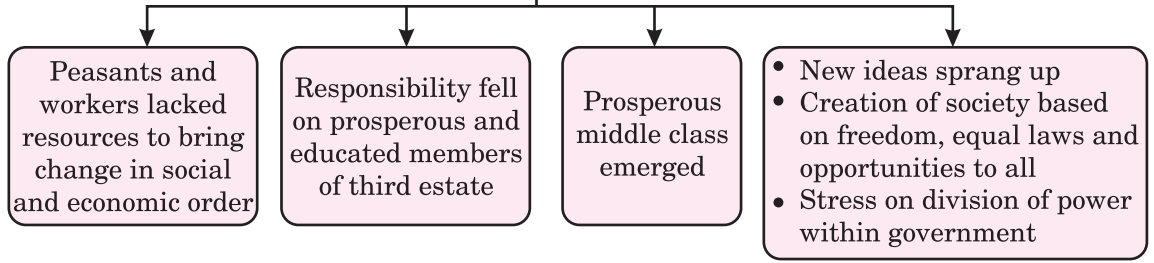 Peasants and
workers lacked
resources to bring
change in social
and economic order
Responsibility fell
on prosperous and
educated members
of third estate
Prosperous
middle class
emerged
• New ideas sprang up
• Creation of society based
on freedom, equal laws and
opportunities to all
• Stress on division of power
within government